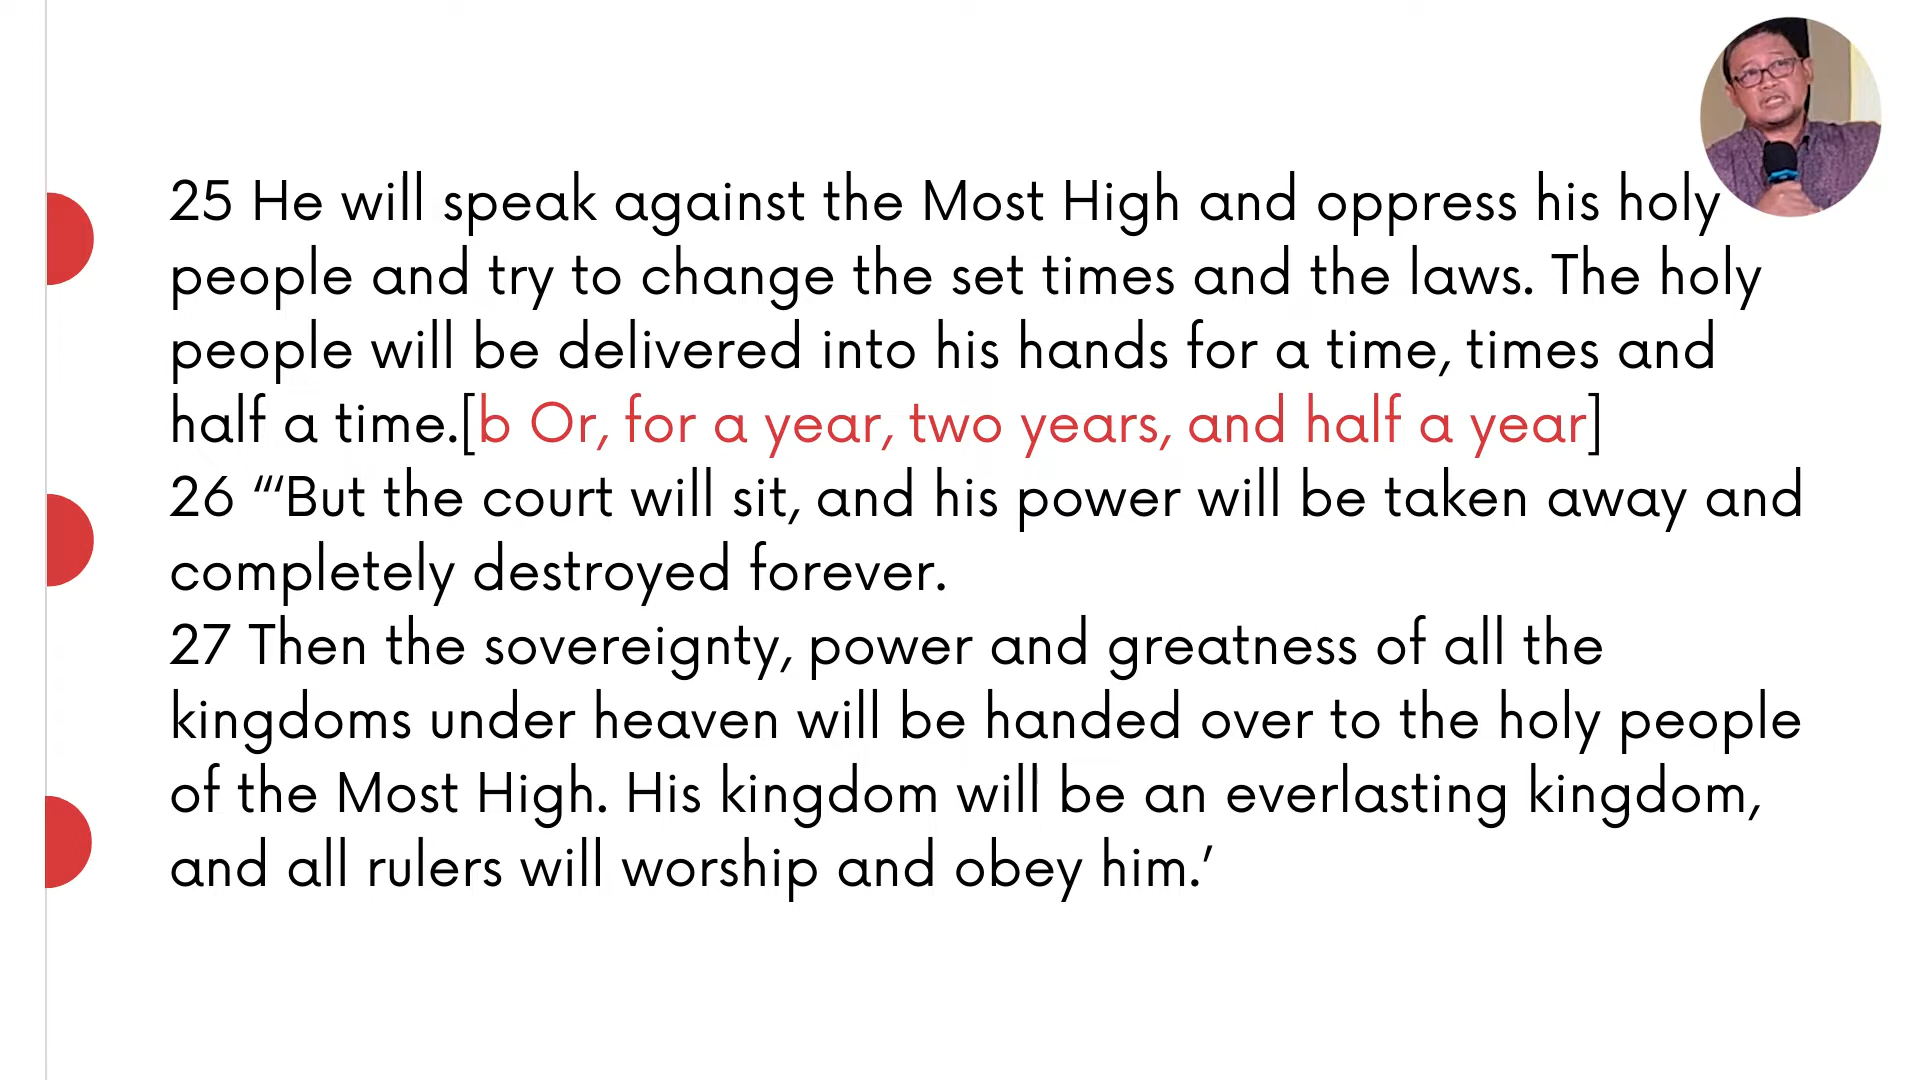 25 He will speak against the Most High and oppress his holy
people and try to change the set times and the laws. The holy
people will be delivered into his hands for a time, times and
half a time.[b Or, for a year, two years, and half a year]
26 “‘But the court will sit, and his power will be taken away and
completely destroyed forever.
27 Then the sovereignty, power and greatness of all the
kingdoms under heaven will be handed over to the holy people
of the Most High. His kingdom will be an everlasting kingdom,
and all rulers will worship and obey him.’